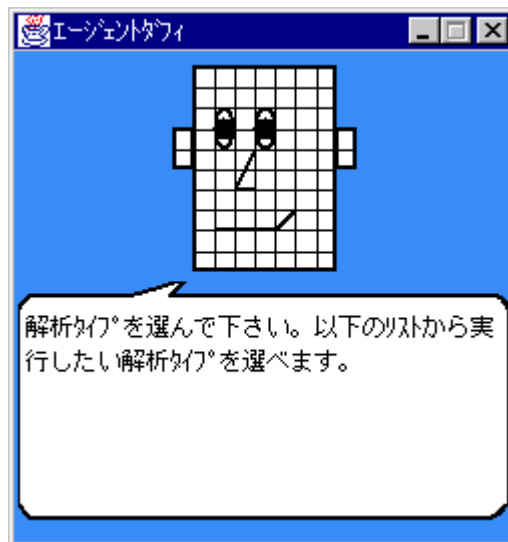 エージェントダフィ
解析ﾀｲﾌﾟを選んで下さい。以下のﾘｽﾄから実
行したい解析ﾀｲﾌﾟを選べます。